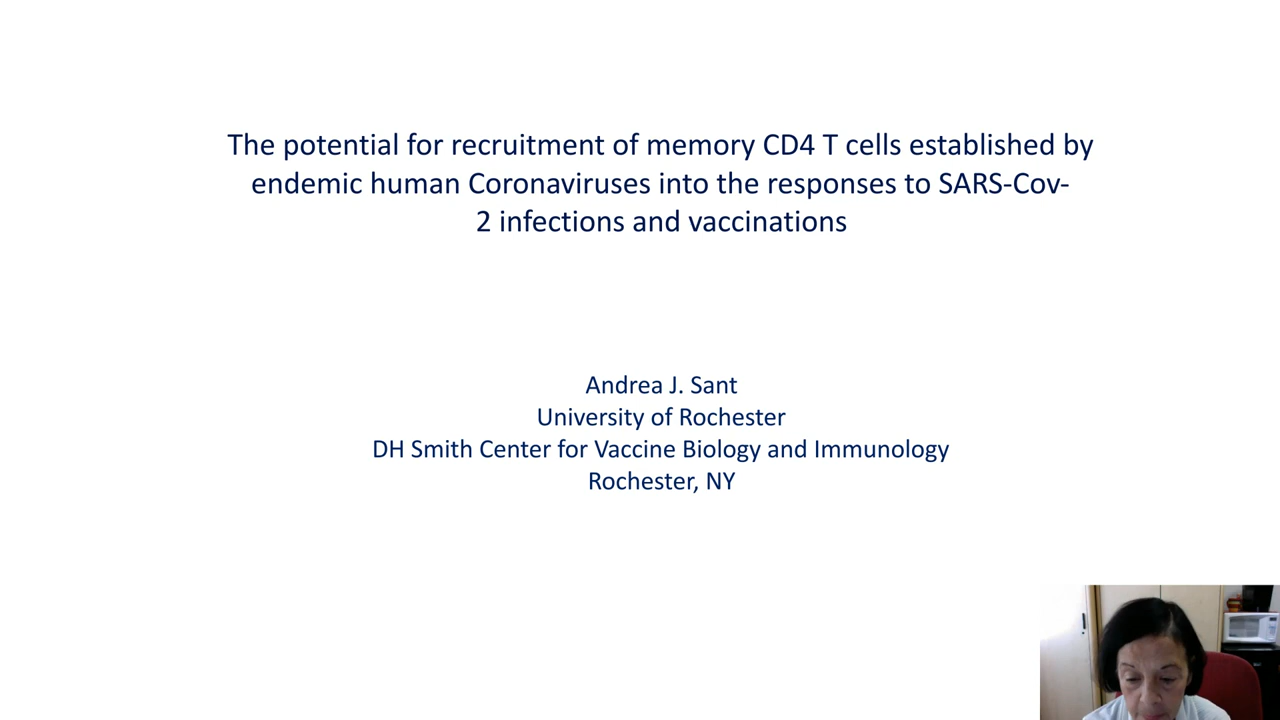 The potential for recruitment of memory CD4 T cells established by
endemic human Coronaviruses into the responses to SARS-Cov-
2 infections and vaccinations
Andrea J. Sant
University of Rochester
DH Smith Center for Vaccine Biology and Immunology
Rochester, NY